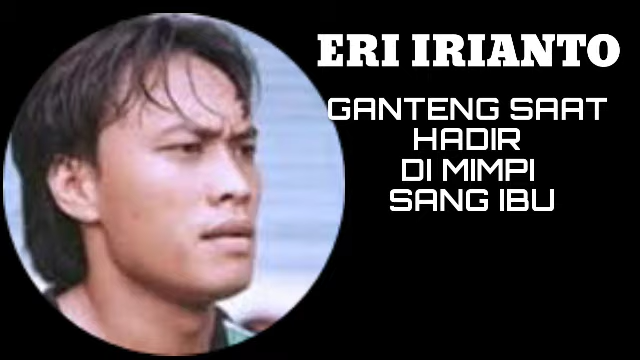 ERI IRIANTO
GANTENG SAAT
HADIR
DI MIMPI
SANG IBU